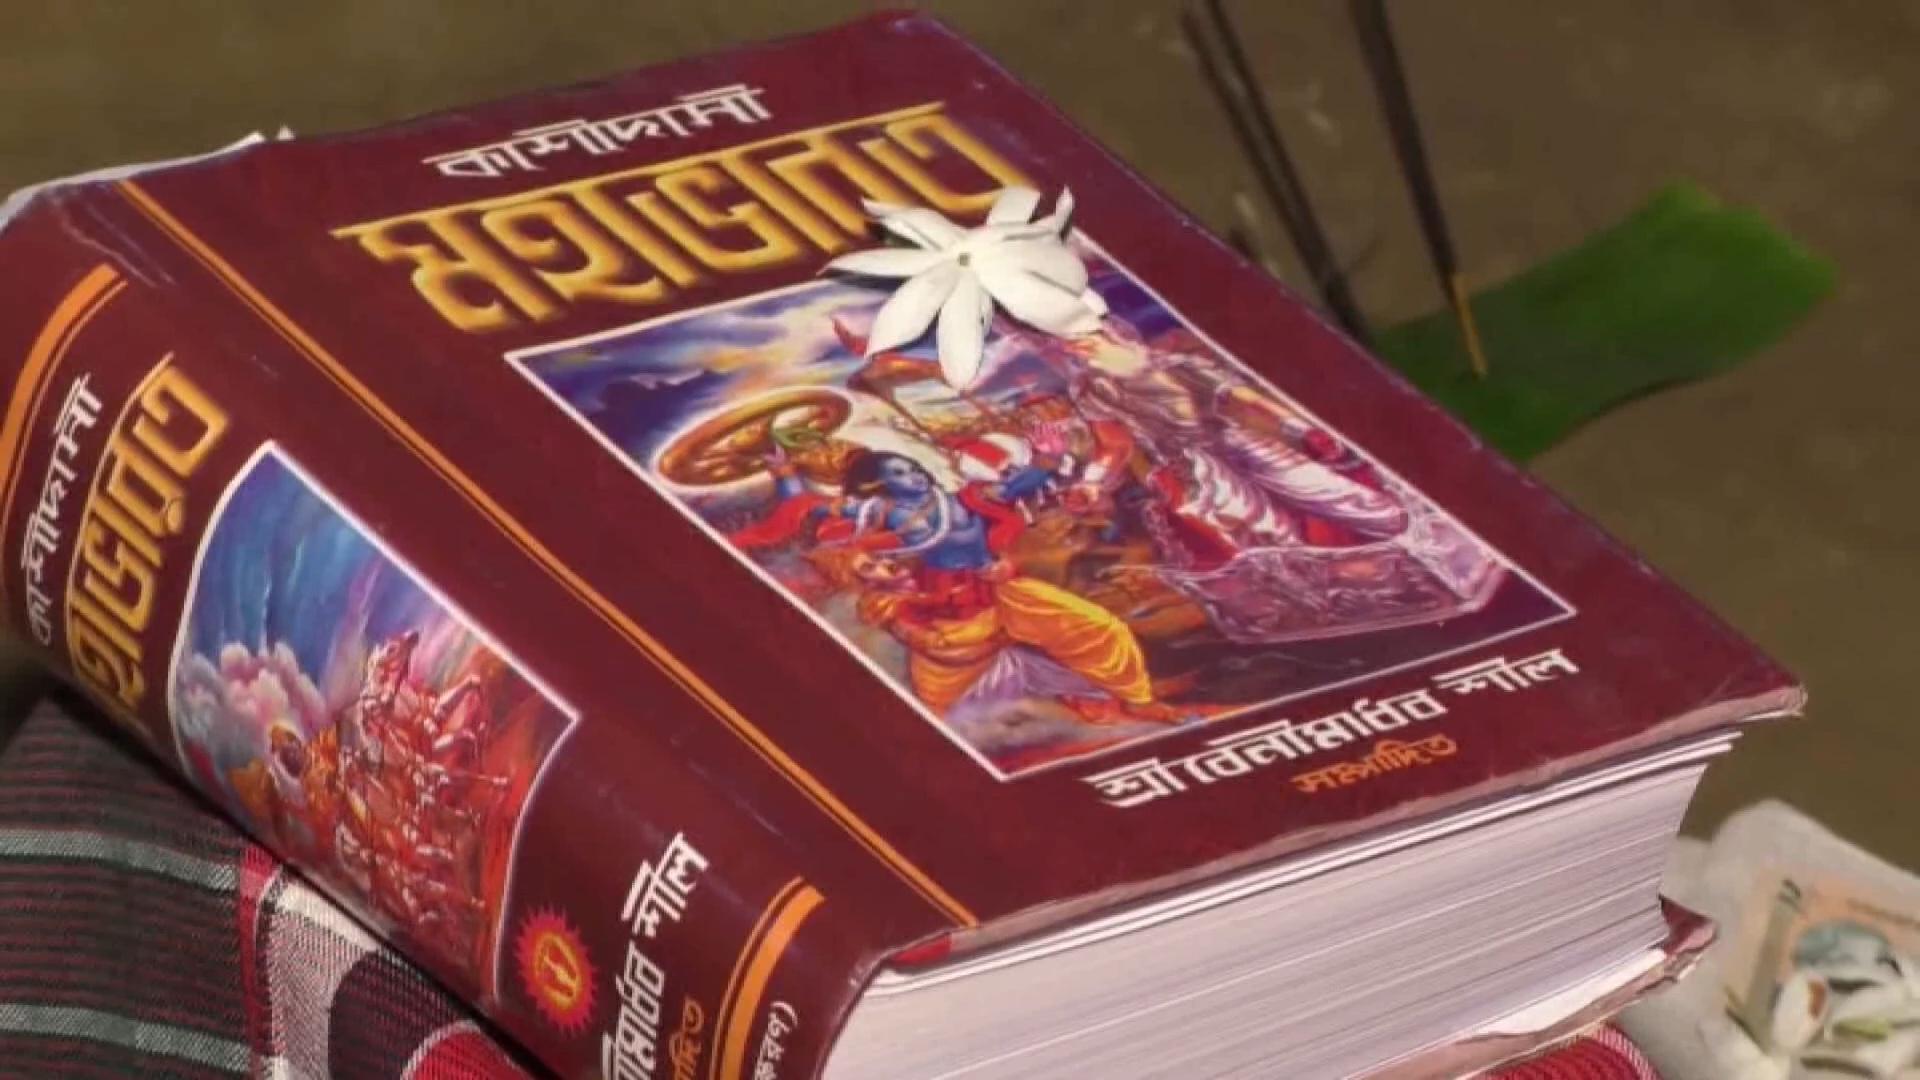 কাশীদাসী
মহাভারত
শ্রীবেনীমাধব শীল
সম্পাদিত
কাশীদাসী
মহাভারত
শীল